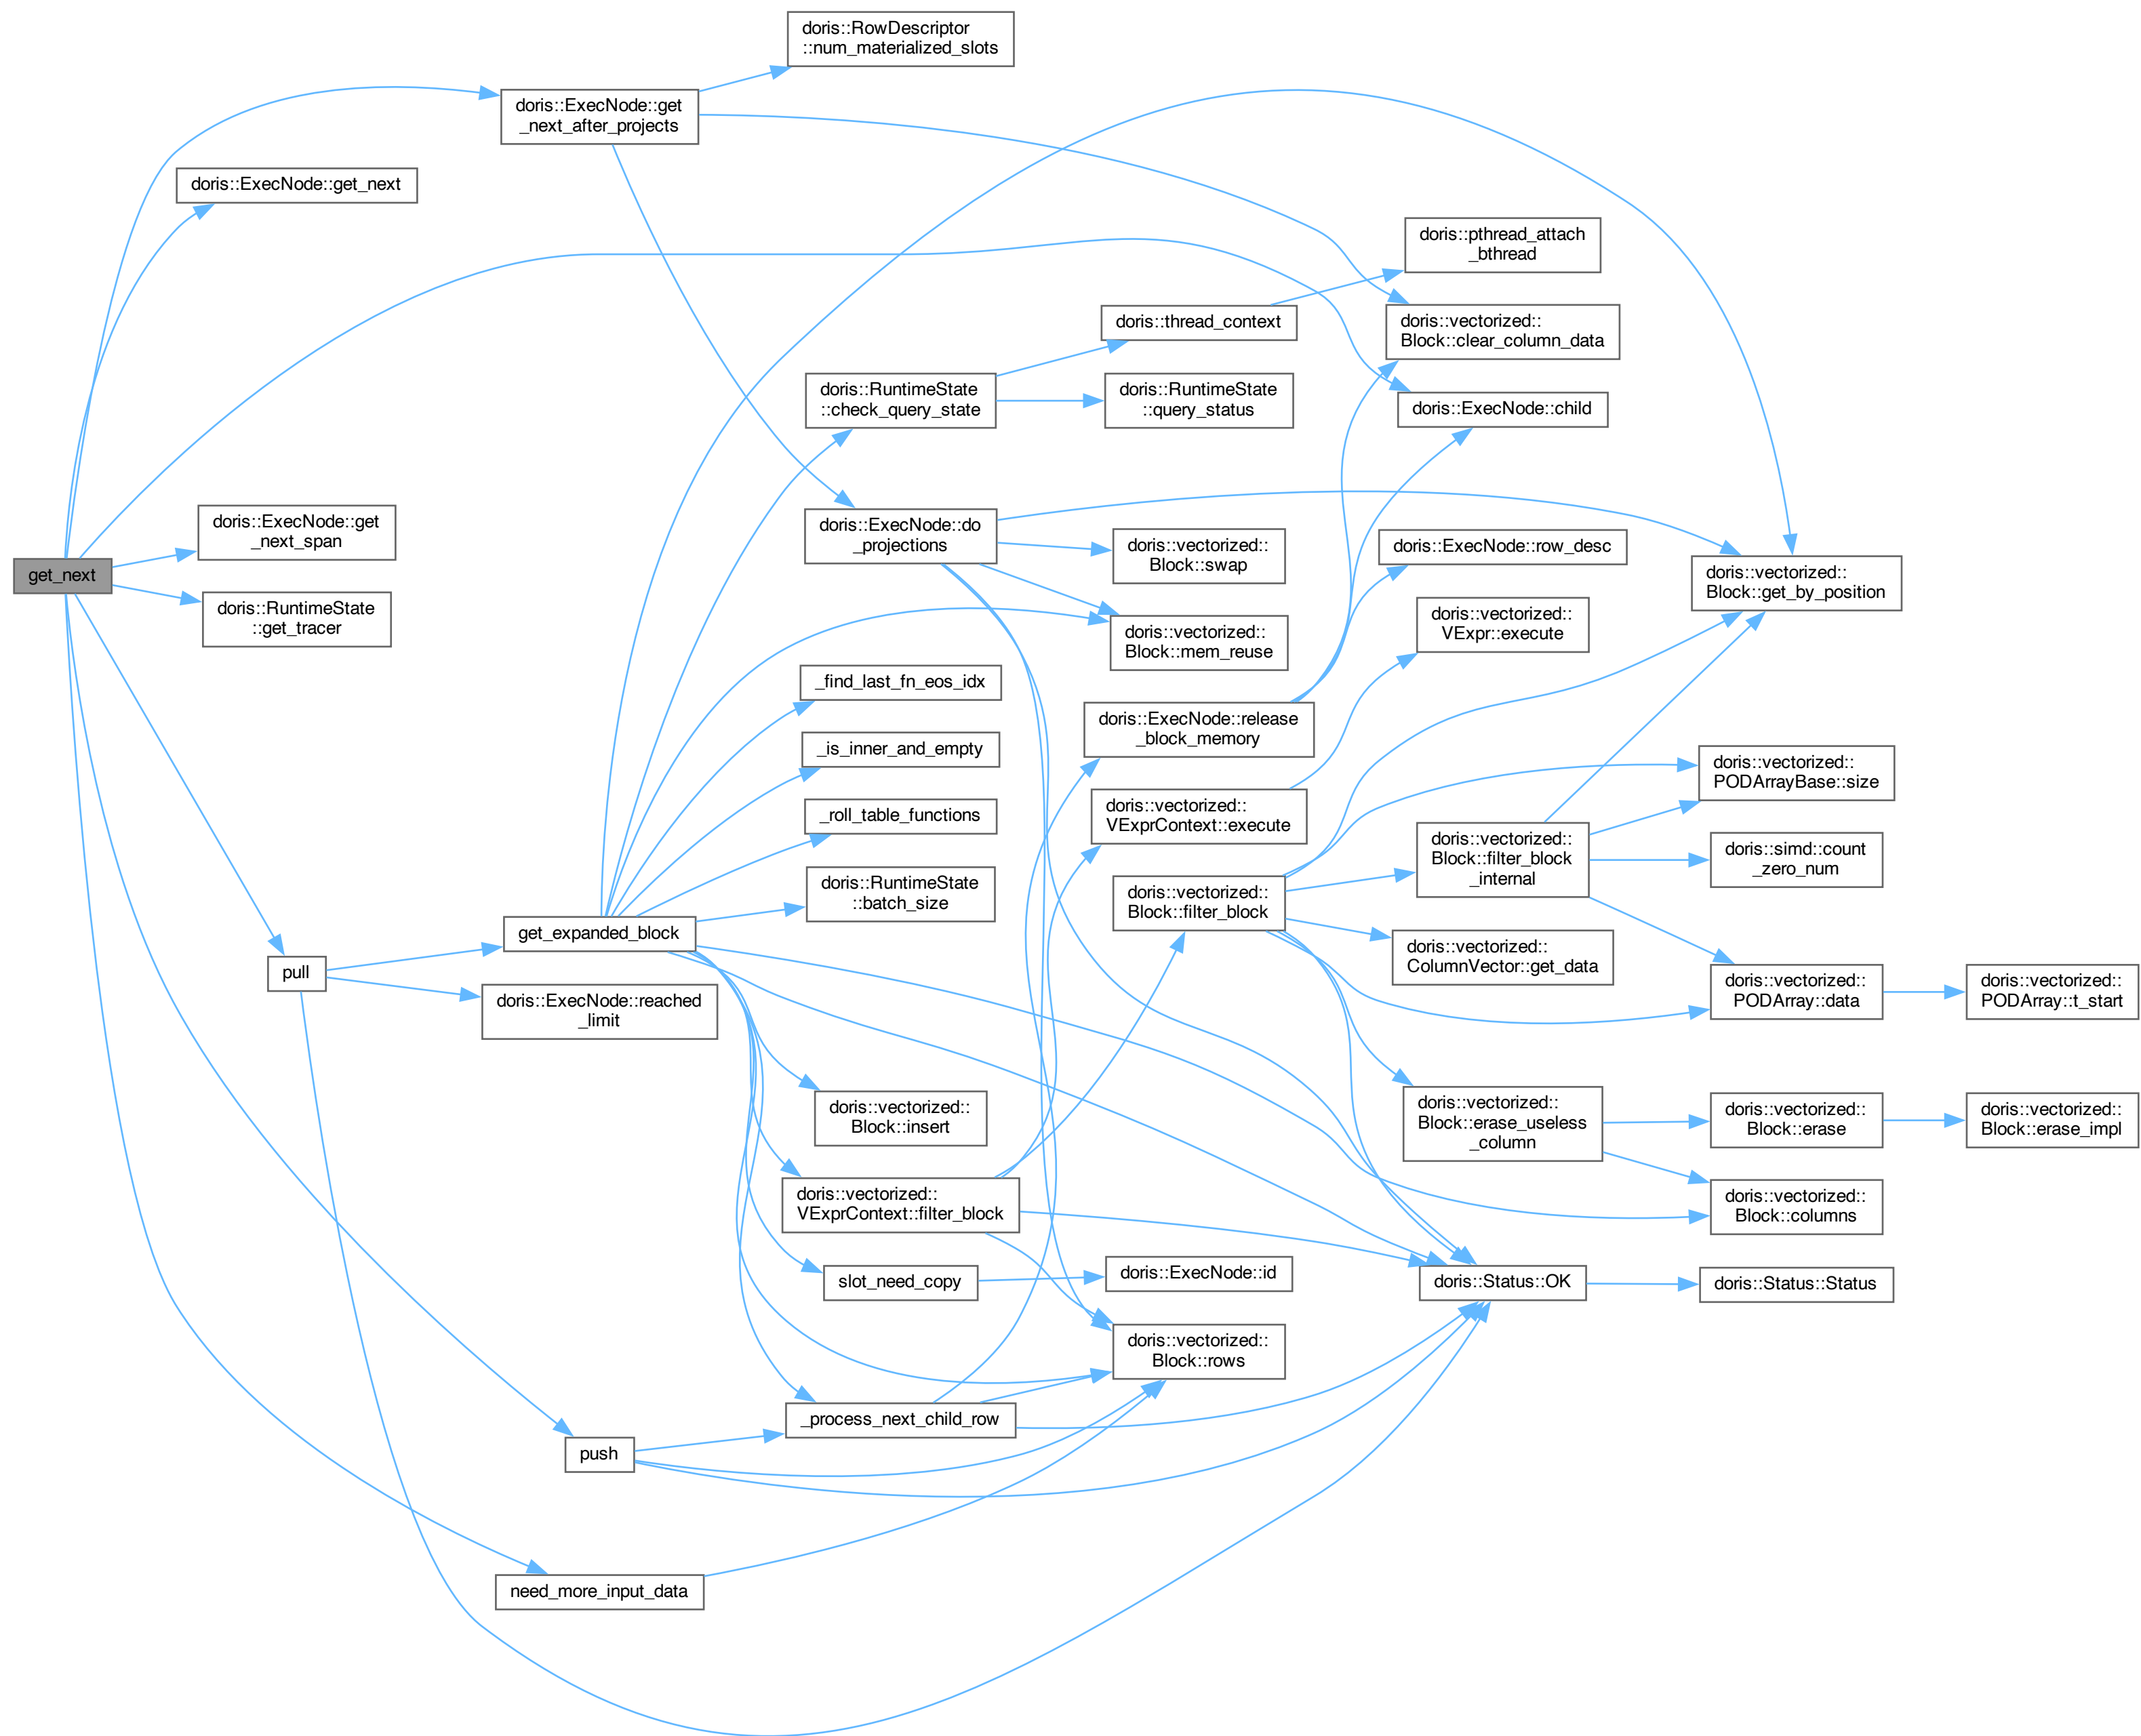 doris::RowDescriptor
::num_materialized_slots
doris::ExecNode::get
_next_after_projects
doris::ExecNode::get_next
doris::pthread_attach
_bthread
doris::thread_context
doris::vectorized::
Block::clear_column_data
doris::RuntimeState
::check_query_state
doris::RuntimeState
::query_status
doris::ExecNode::child
doris::ExecNode::get
_next_span
doris::ExecNode::do
_projections
doris::vectorized::
Block::swap
doris::ExecNode::row_desc
get_next
doris::vectorized::
Block::get_by_position
doris::RuntimeState
::get_tracer
doris::vectorized::
Block::mem_reuse
doris::vectorized::
VExpr::execute
_find_last_fn_eos_idx
doris::ExecNode::release
_block_memory
_is_inner_and_empty
doris::vectorized::
PODArrayBase::size
_roll_table_functions
doris::vectorized::
VExprContext::execute
doris::vectorized::
Block::filter_block
_internal
doris::simd::count
_zero_num
doris::RuntimeState
::batch_size
doris::vectorized::
Block::filter_block
get_expanded_block
doris::vectorized::
ColumnVector::get_data
pull
doris::vectorized::
PODArray::data
doris::vectorized::
PODArray::t_start
doris::ExecNode::reached
_limit
doris::vectorized::
Block::insert
doris::vectorized::
Block::erase_useless
_column
doris::vectorized::
Block::erase
doris::vectorized::
Block::erase_impl
doris::vectorized::
VExprContext::filter_block
doris::vectorized::
Block::columns
slot_need_copy
doris::ExecNode::id
doris::Status::OK
doris::Status::Status
doris::vectorized::
Block::rows
_process_next_child_row
push
need_more_input_data